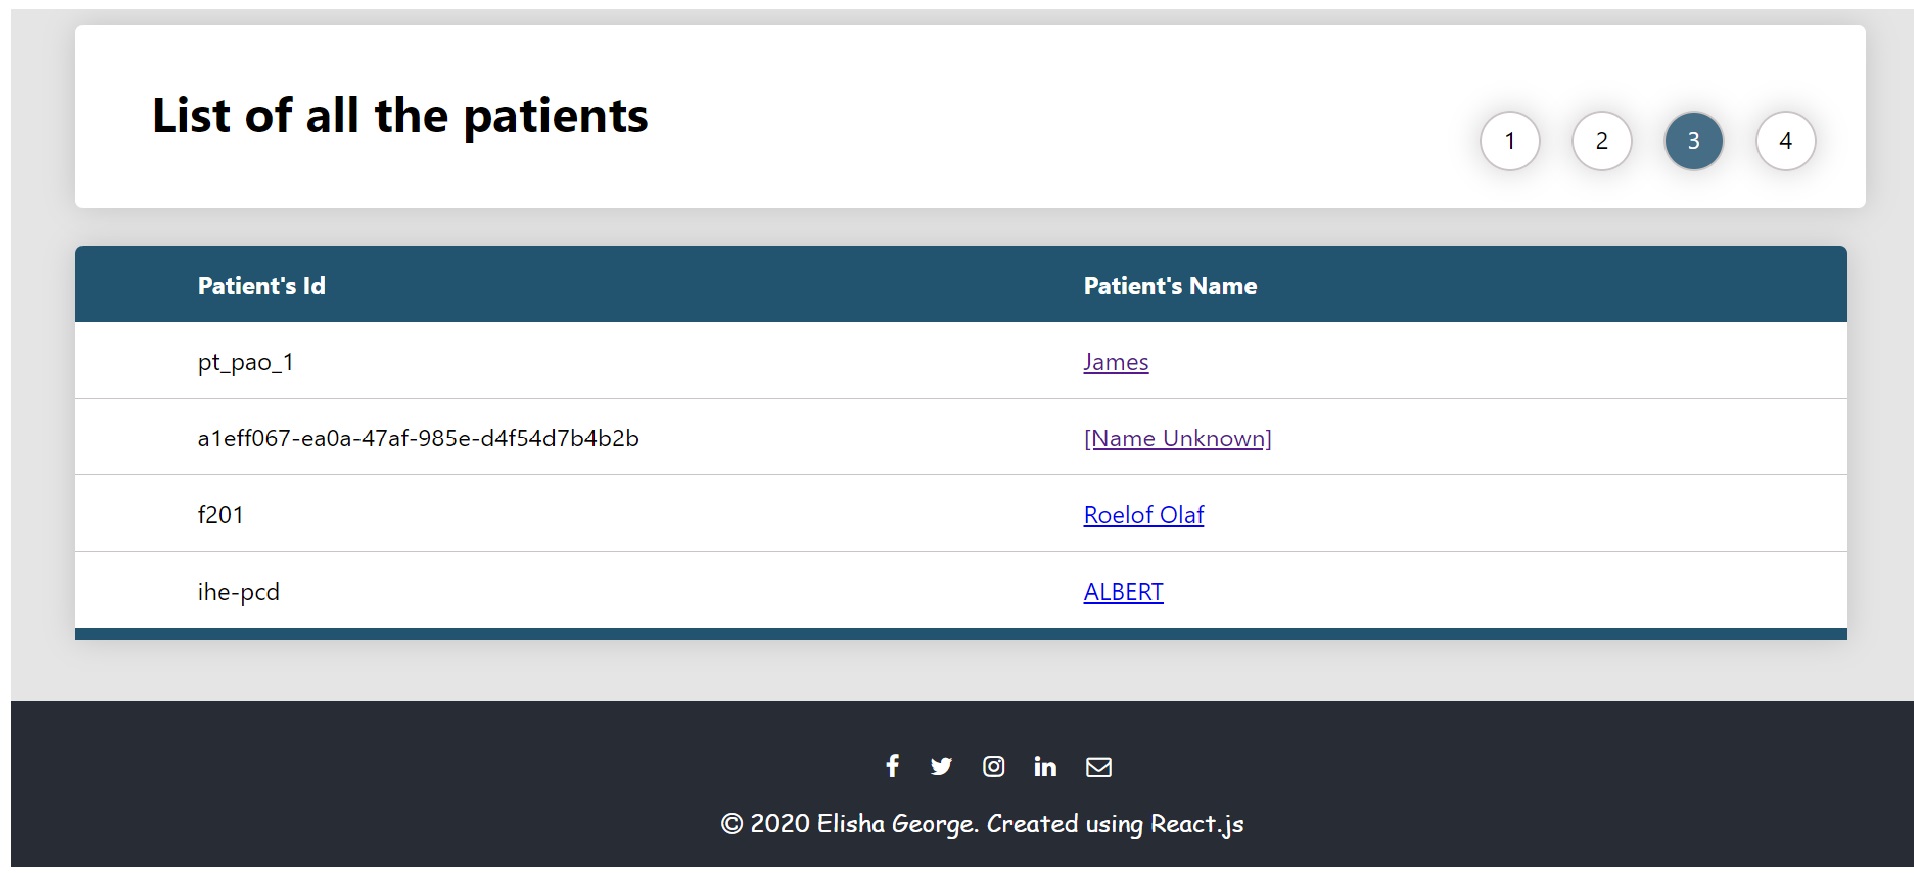 List of all the patients
1 2 3 4
Patient's Id Patient's Name
pt_pao_1 James
a1eff067-ea0a-47af-985e-d4f54d7b4b2b [Name Unknown]
f201 Roelof Olaf
ihe-pcd ALBERT
© 2020 Elisha George. Created using React.js